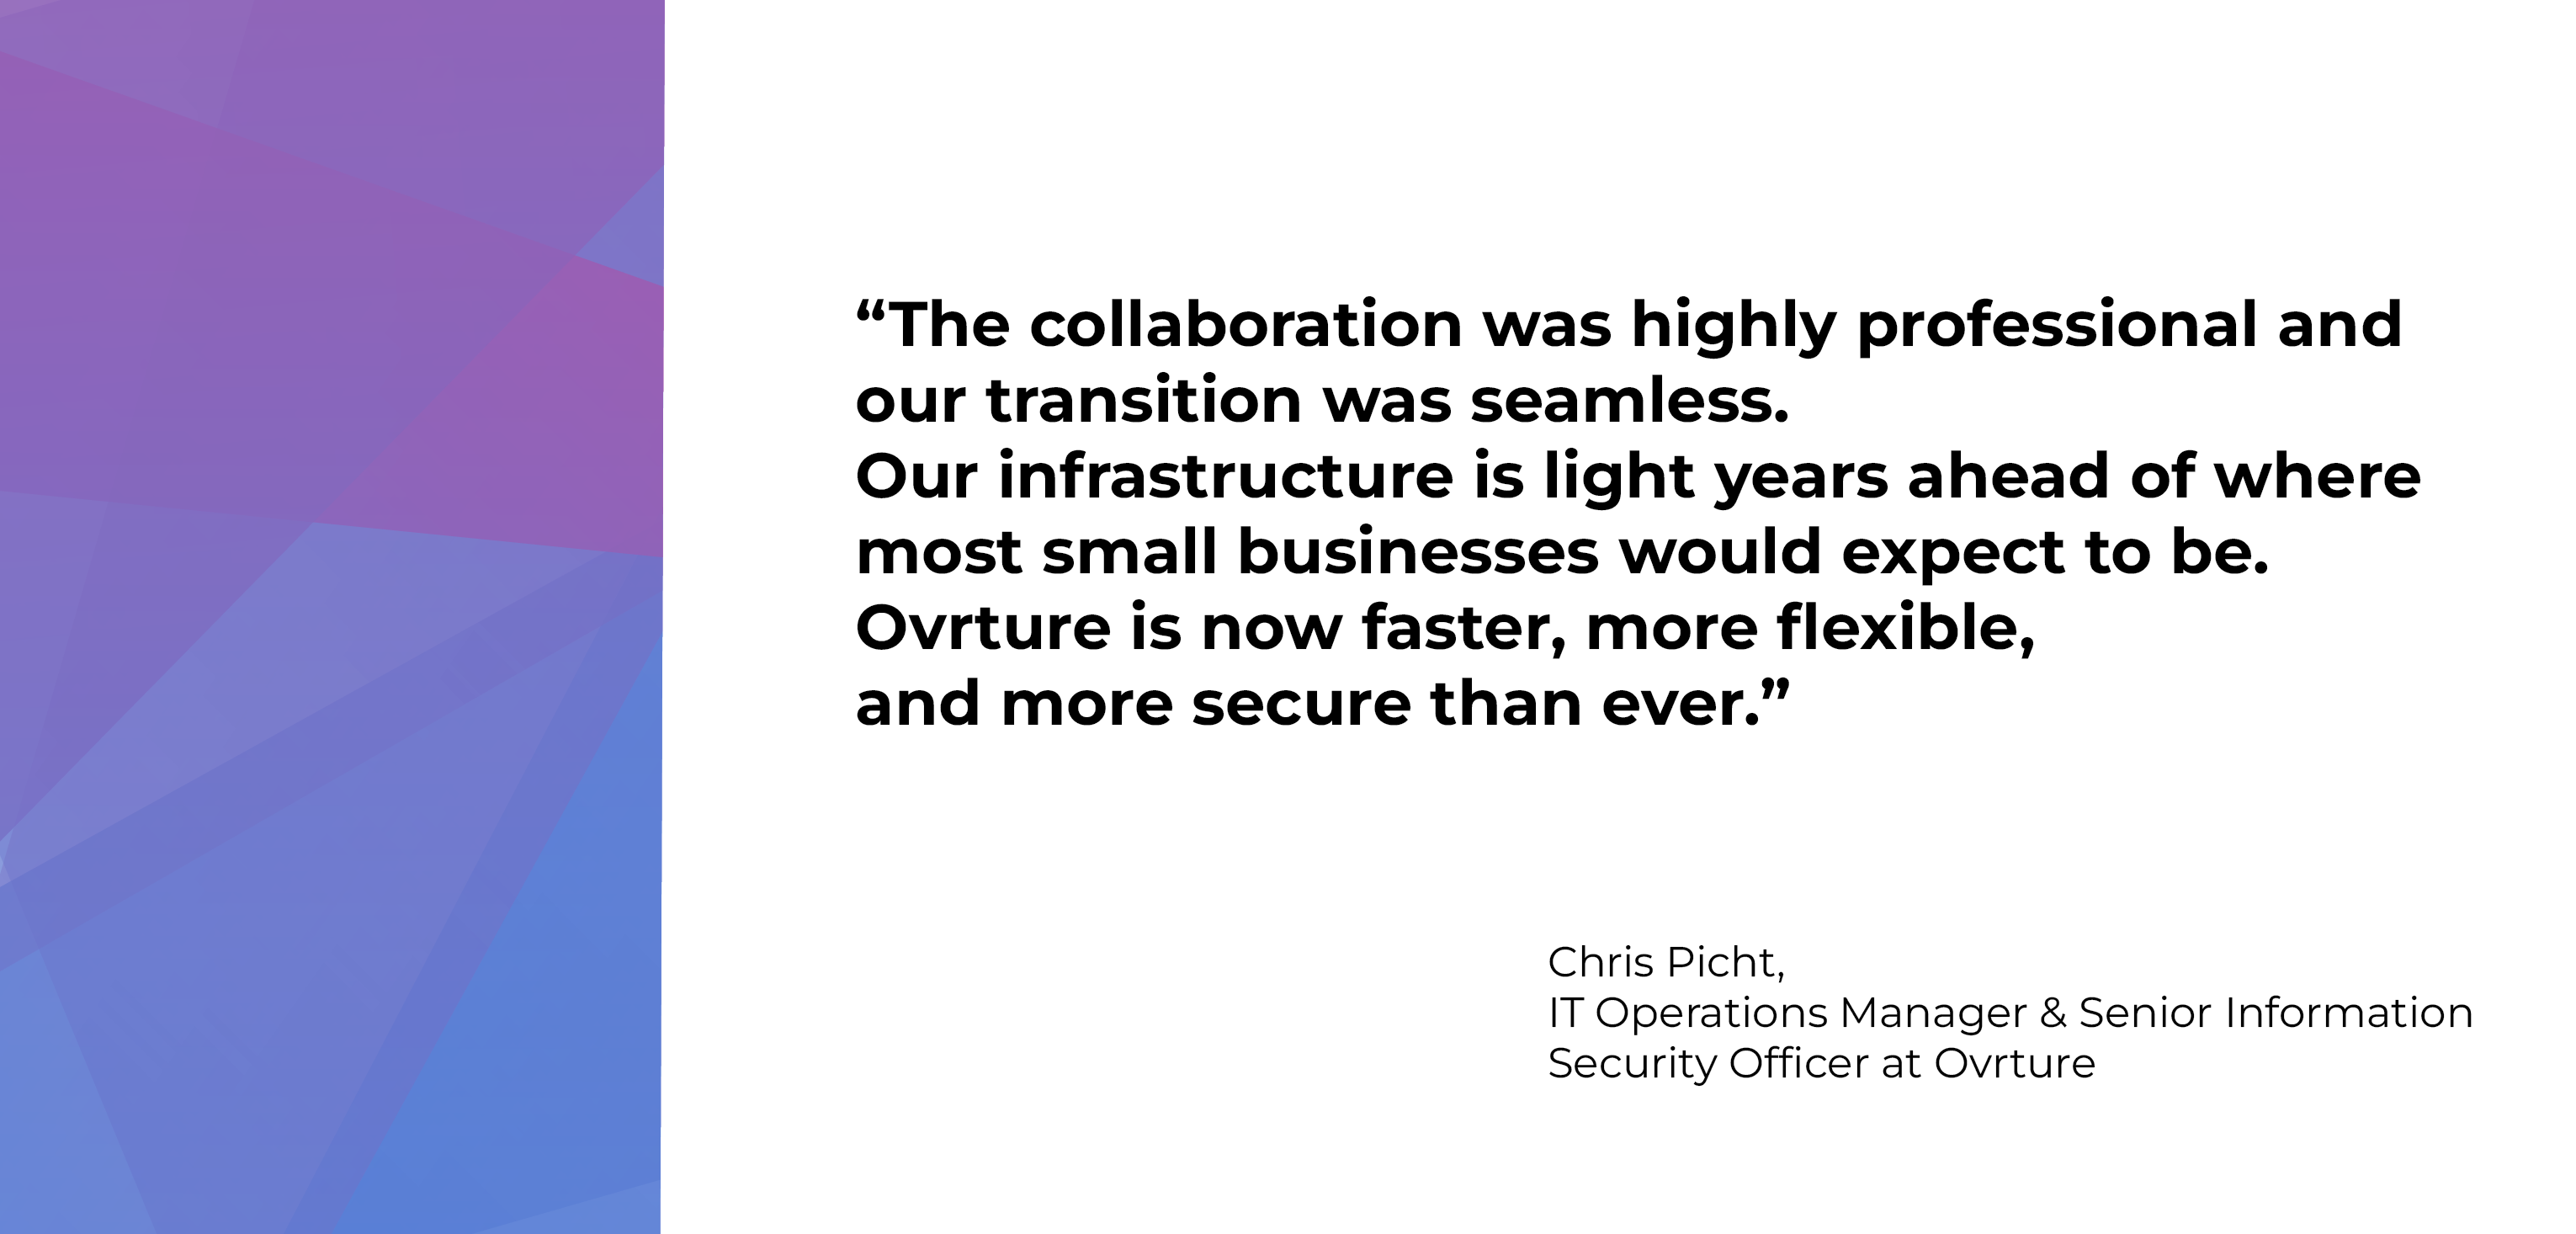 “The collaboration was highly professional and
our transition was seamless.
Our infrastructure is light years ahead of where
most small businesses would expect to be.
Ovrture is now faster, more flexible,
and more secure than ever.”
Chris Picht,
IT Operations Manager & Senior Information
Security Officer at Ovrture